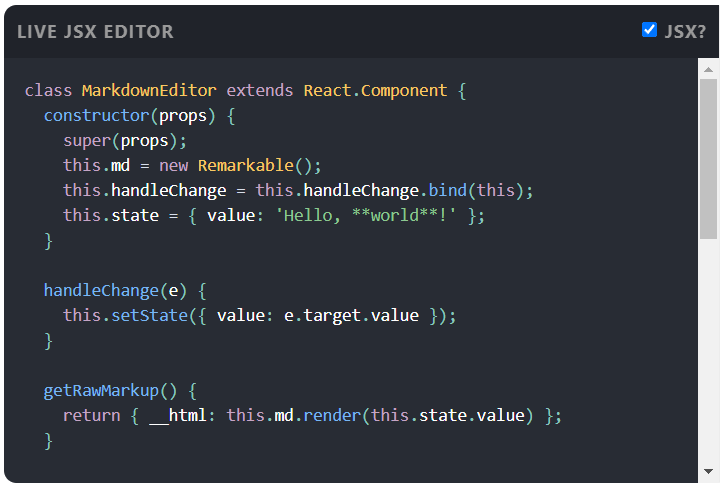 LIVE JSX EDITOR
JSX?
class MarkdownEditor extends React.Component {
  constructor(props) {
    super(props);
    this.md = new Remarkable();
    this.handleChange = this.handleChange.bind(this);
    this.state = { value: 'Hello, **world**!' };
  }

  handleChange(e) {
    this.setState({ value: e.target.value });
  }

  getRawMarkup() {
    return { __html: this.md.render(this.state.value) };
  }